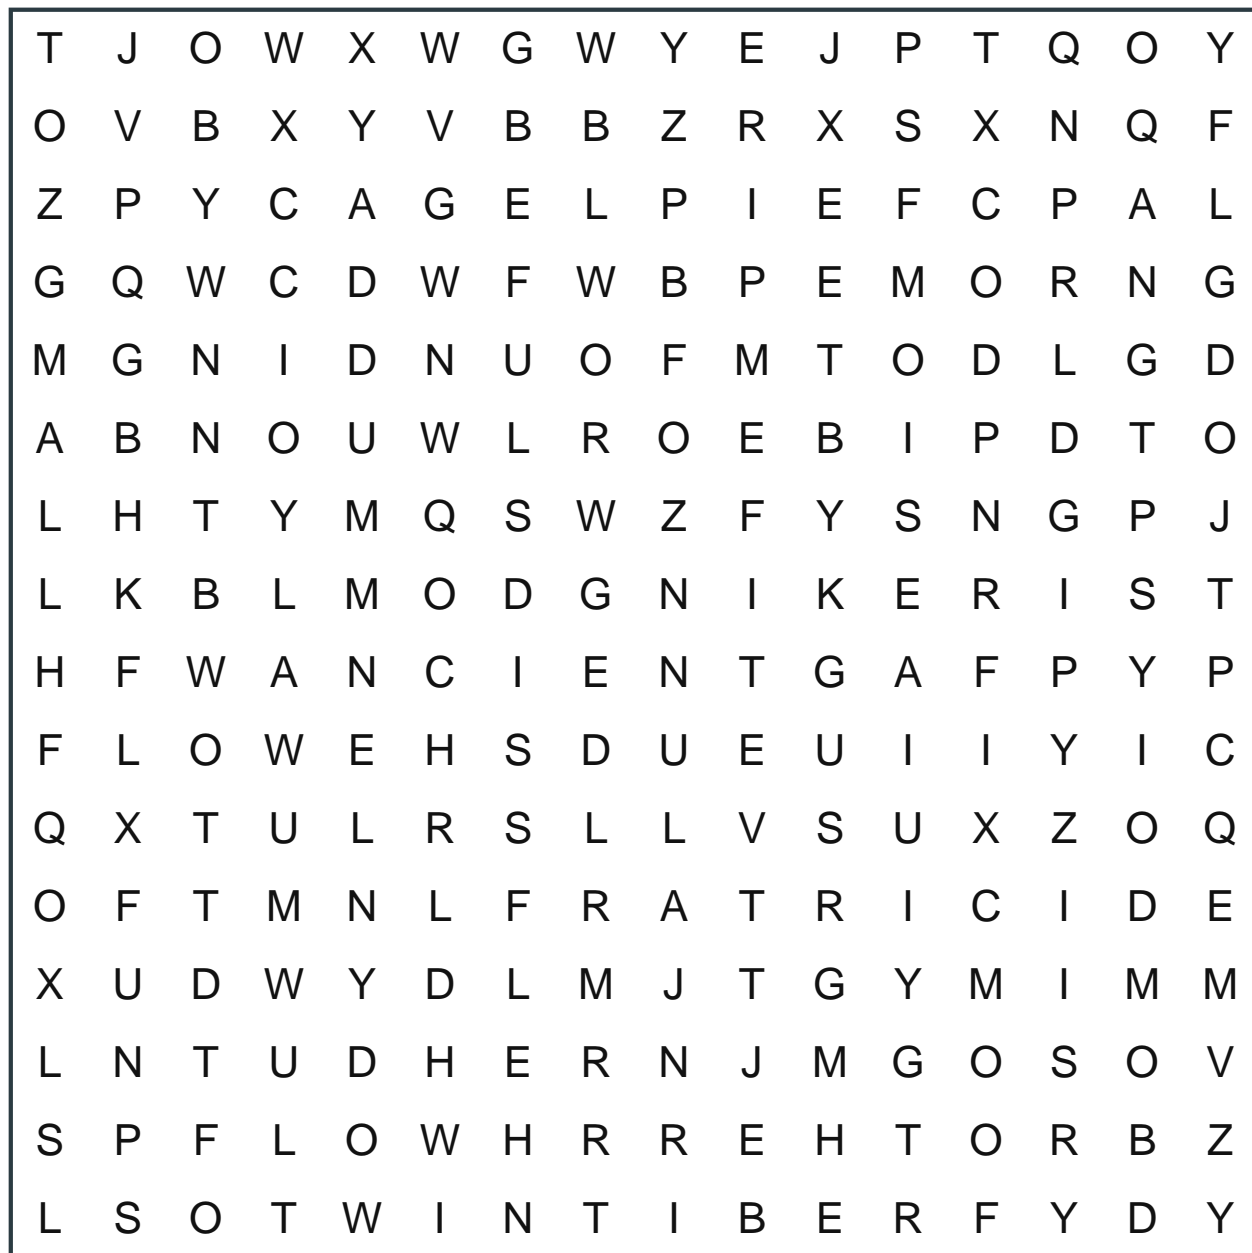 T J O W X W G W Y E J P T Q O Y
O V B X Y V B B Z R X S X N Q F
Z P Y C A G E L P I E F C P A L
G Q W C D W F W B P E M O R N G
M G N I D N U O F M T O D L G D
A B N O U W L R O E B I P D T O
L H T Y M Q S W Z F Y S N G P J
L K B L M O D G N I K E R I S T
H F W A N C I E N T G A F P Y P
F L O W E H S D U E U I I Y I C
Q X T U L R S L L V S U X Z O Q
O F T M N L F R A T R I C I D E
X U D W Y D L M J T G Y M I M M
L N T U D H E R N J M G O S O V
S P F L O W H R R E H T O R B Z
L S O T W I N T I B E R F Y D Y